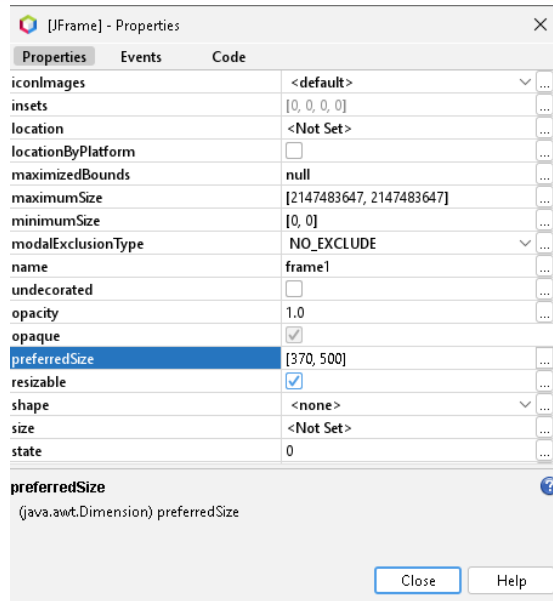 [JFrame] - Properties
Properties Events Code
iconImages <default> ...
insets [0, 0, 0, 0] ...
location <Not Set> ...
locationByPlatform ...
maximizedBounds null ...
maximumSize [2147483647, 2147483647] ...
minimumSize [0, 0] ...
modalExclusionType NO_EXCLUDE ...
name frame1 ...
undecorated ...
opacity 1.0 ...
opaque
preferredSize [370, 500] ...
resizable ...
shape <none> ...
size <Not Set> ...
state 0 ...
preferredSize ?
(java.awt.Dimension) preferredSize
Close Help